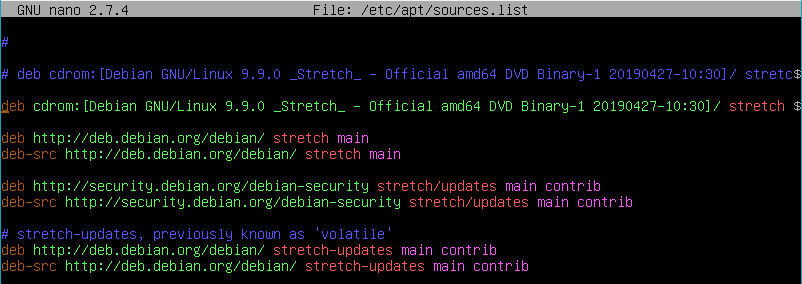 GNU nano 2.7.4 File: /etc/apt/sources.list
#
# deb cdrom:[Debian GNU/Linux 9.9.0 _Stretch_ - Official amd64 DVD Binary-1 20190427-10:30]/ stretc$
deb cdrom:[Debian GNU/Linux 9.9.0 _Stretch_ - Official amd64 DVD Binary-1 20190427-10:30]/ stretch $
deb http://deb.debian.org/debian/ stretch main
deb-src http://deb.debian.org/debian/ stretch main
deb http://security.debian.org/debian-security stretch/updates main contrib
deb-src http://security.debian.org/debian-security stretch/updates main contrib
# stretch-updates, previously known as 'volatile'
deb http://deb.debian.org/debian/ stretch-updates main contrib
deb-src http://deb.debian.org/debian/ stretch-updates main contrib